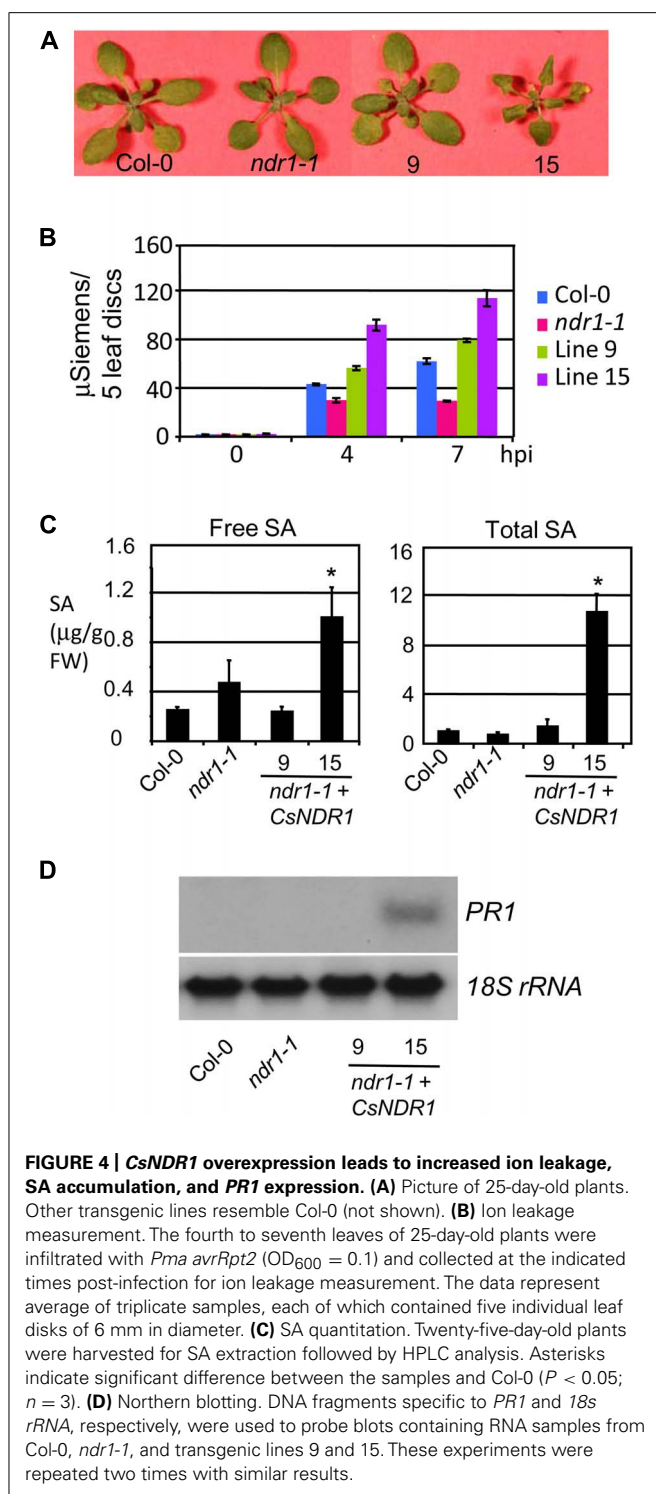 A
Col-0 ndr1-1 9 15
B
µSiemens/
5 leaf discs
160
120
80
40
0
0 4 7 hpi
Col-0
ndr1-1
Line 9
Line 15
C
Free SA
SA
(µg/g
FW)
1.6
1.2
0.8
0.4
0
*
Col-0 ndr1-1 9 15
ndr1-1 +
CsNDR1
Total SA
16
12
8
4
0
*
Col-0 ndr1-1 9 15
ndr1-1 +
CsNDR1
D
PR1
18S rRNA
Col-0 ndr1-1 9 15
ndr1-1 +
CsNDR1
FIGURE 4 | CsNDR1 overexpression leads to increased ion leakage,
SA accumulation, and PR1 expression. (A) Picture of 25-day-old plants.
Other transgenic lines resemble Col-0 (not shown). (B) Ion leakage
measurement. The fourth to seventh leaves of 25-day-old plants were
infiltrated with Pma avrRpt2 (OD600 = 0.1) and collected at the indicated
times post-infection for ion leakage measurement. The data represent
average of triplicate samples, each of which contained five individual leaf
disks of 6 mm in diameter. (C) SA quantitation. Twenty-five-day-old plants
were harvested for SA extraction followed by HPLC analysis. Asterisks
indicate significant difference between the samples and Col-0 (P < 0.05;
n = 3). (D) Northern blotting. DNA fragments specific to PR1 and 18s
rRNA, respectively, were used to probe blots containing RNA samples from
Col-0, ndr1-1, and transgenic lines 9 and 15. These experiments were
repeated two times with similar results.